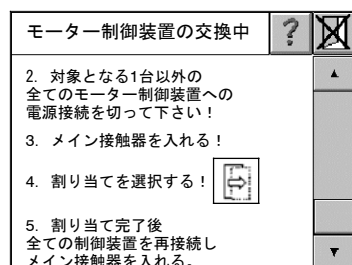 モーター制御装置の交換中
?
2. 対象となる1台以外の
全てのモーター制御装置への
電源接続を切って下さい！
3. メイン接触器を入れる！
4. 割り当てを選択する！
5. 割り当て完了後
全ての制御装置を再接続し
メイン接触器を入れる。